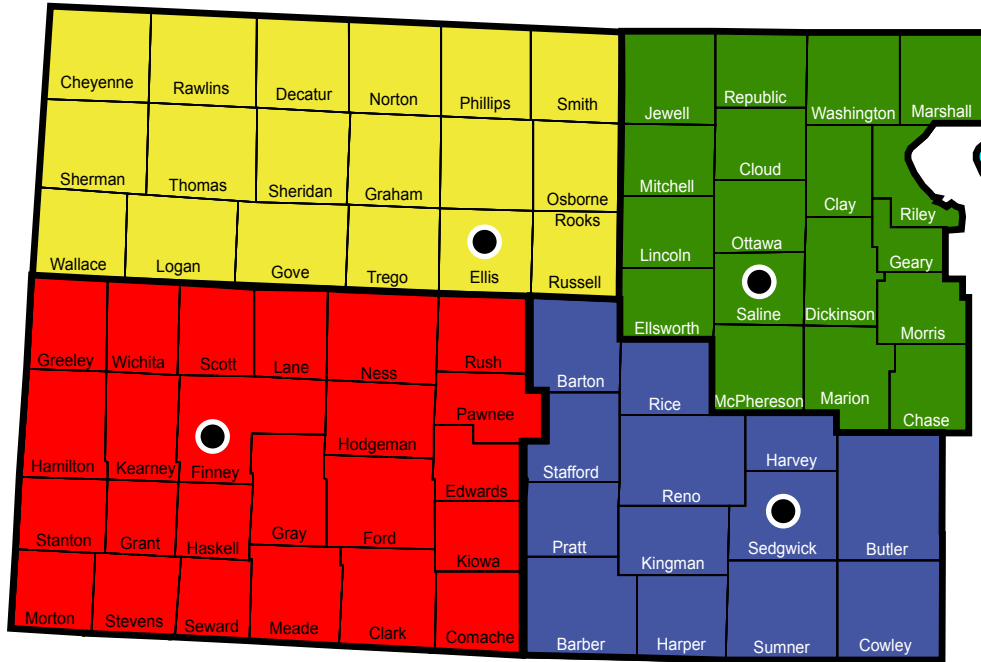 Cheyenne
Rawlins
Decatur
Norton
Phillips
Smith
Jewell
Republic
Washington
Marshall
Sherman
Thomas
Sheridan
Graham
Osborne
Rooks
Mitchell
Cloud
Clay
Riley
Wallace
Logan
Gove
Trego
Ellis
Russell
Lincoln
Ottawa
Geary
Ellsworth
Saline
Dickinson
Morris
Greeley
Wichita
Scott
Lane
Ness
Rush
Barton
Rice
McPhereson
Marion
Chase
Pawnee
Hamilton
Kearney
Finney
Hodgeman
Edwards
Stafford
Reno
Harvey
Stanton
Grant
Haskell
Gray
Ford
Kiowa
Pratt
Kingman
Sedgwick
Butler
Morton
Stevens
Seward
Meade
Clark
Comache
Barber
Harper
Sumner
Cowley